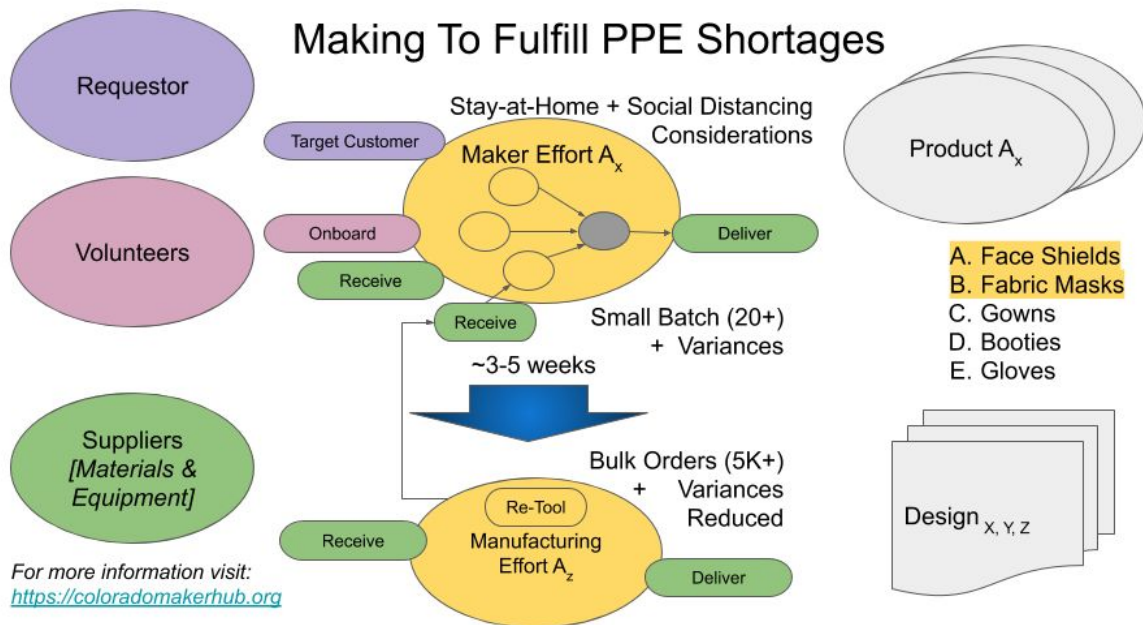 Making To Fulfill PPE Shortages
Requestor
Volunteers
Suppliers
[Materials &
Equipment]
For more information visit:
https://coloradomakerhub.org
Stay-at-Home + Social Distancing
Considerations
Target Customer
Maker Effort Ax
Onboard
Deliver
Receive
Receive
Small Batch (20+)
+ Variances
~3-5 weeks
Bulk Orders (5K+)
+ Variances
Reduced
Re-Tool
Receive
Manufacturing
Effort Az
Deliver
Product Ax
A. Face Shields
B. Fabric Masks
C. Gowns
D. Booties
E. Gloves
Design X, Y, Z